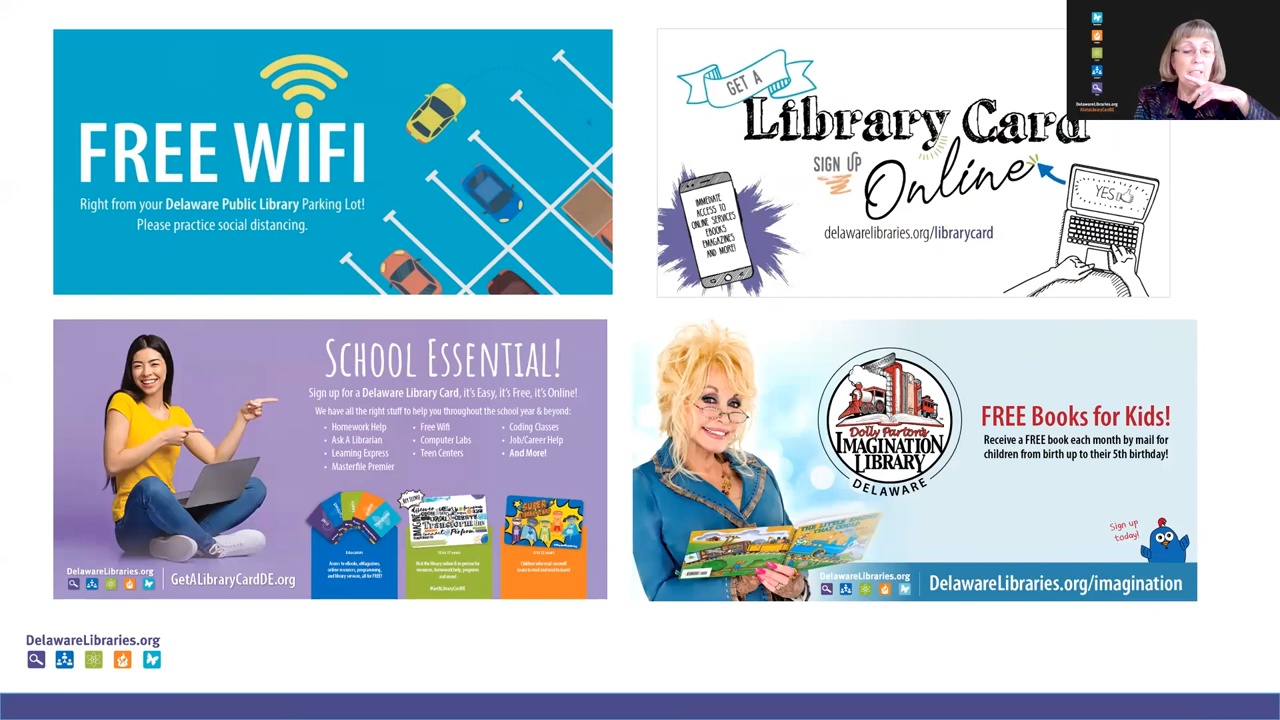 FREE WIFI
Right from your Delaware Public Library Parking Lot!
Please practice social distancing.
GET A
Library Card
SIGN UP
Online
delawarelibraries.org/librarycard
IMMEDIATE
ACCESS TO
ONLINE SERVICES
EBOOKS
EMAGAZINES
AND MORE!
YES
DelawareLibraries.org
SCHOOL ESSENTIAL!
Sign up for a Delaware Library Card, it's Easy, it's Free, it's Online!
We have all the right stuff to help you throughout the school year & beyond:
• Homework Help
• Ask A Librarian
• Learning Express
• Masterfile Premier
• Free Wifi
• Computer Labs
• Teen Centers
• Coding Classes
• Job/Career Help
• And More!
DelawareLibraries.org
GetALibraryCardDE.org
Dolly Parton's
IMAGINATION
LIBRARY
DELAWARE
FREE Books for Kids!
Receive a FREE book each month by mail for
children from birth up to their 5th birthday!
Sign up
today!
DelawareLibraries.org
DelawareLibraries.org/imagination
DelawareLibraries.org